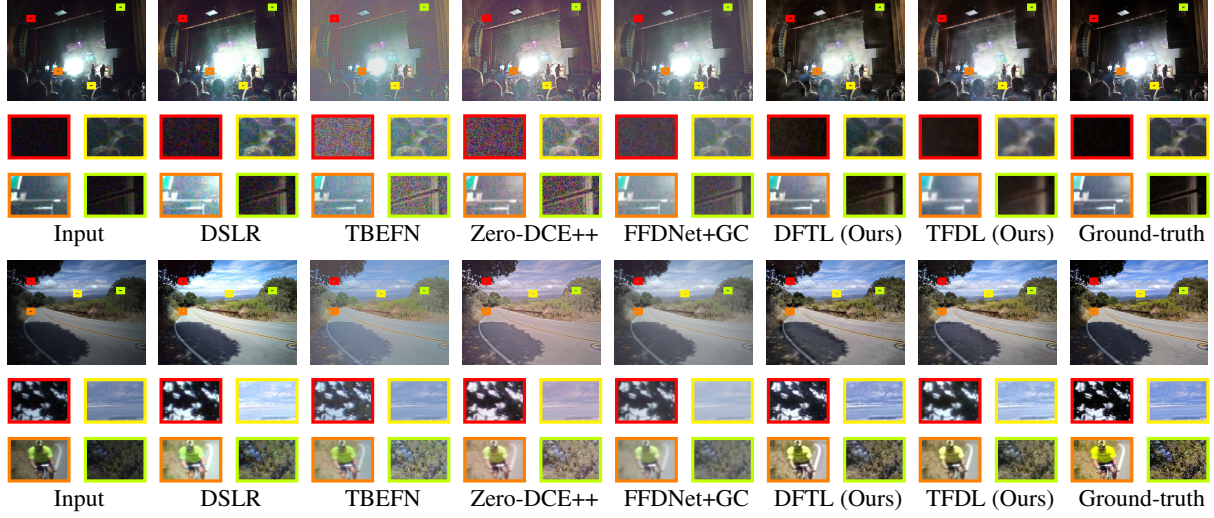 Input DSLR TBEFN Zero-DCE++ FFDNet+GC DFTL (Ours) TFDL (Ours) Ground-truth
Input DSLR TBEFN Zero-DCE++ FFDNet+GC DFTL (Ours) TFDL (Ours) Ground-truth